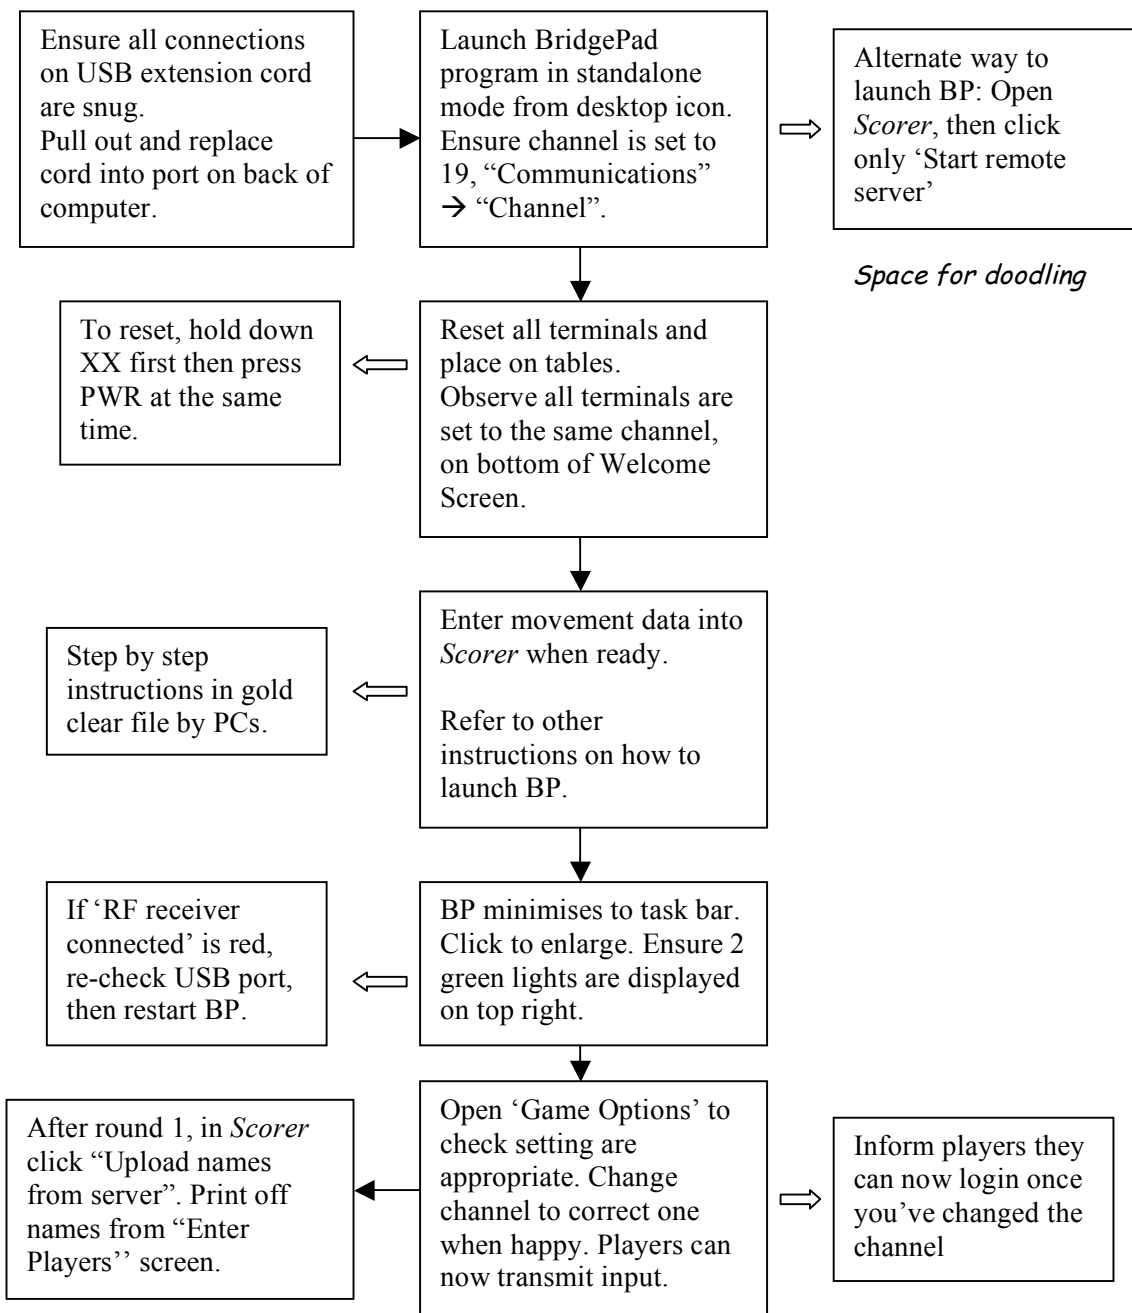 Ensure all connections
on USB extension cord
are snug.
Pull out and replace
cord into port on back of
computer.
Launch BridgePad
program in standalone
mode from desktop icon.
Ensure channel is set to
19, “Communications”
→ “Channel”.
Alternate way to
launch BP: Open
Scorer, then click
only ‘Start remote
server’
Space for doodling
To reset, hold down
XX first then press
PWR at the same
time.
Reset all terminals and
place on tables.
Observe all terminals are
set to the same channel,
on bottom of Welcome
Screen.
Step by step
instructions in gold
clear file by PCs.
Enter movement data into
Scorer when ready.
Refer to other
instructions on how to
launch BP.
If ‘RF receiver
connected’ is red,
re-check USB port,
then restart BP.
BP minimises to task bar.
Click to enlarge. Ensure 2
green lights are displayed
on top right.
After round 1, in Scorer
click “Upload names
from server”. Print off
names from “Enter
Players’’ screen.
Open ‘Game Options’ to
check setting are
appropriate. Change
channel to correct one
when happy. Players can
now transmit input.
Inform players they
can now login once
you’ve changed the
channel